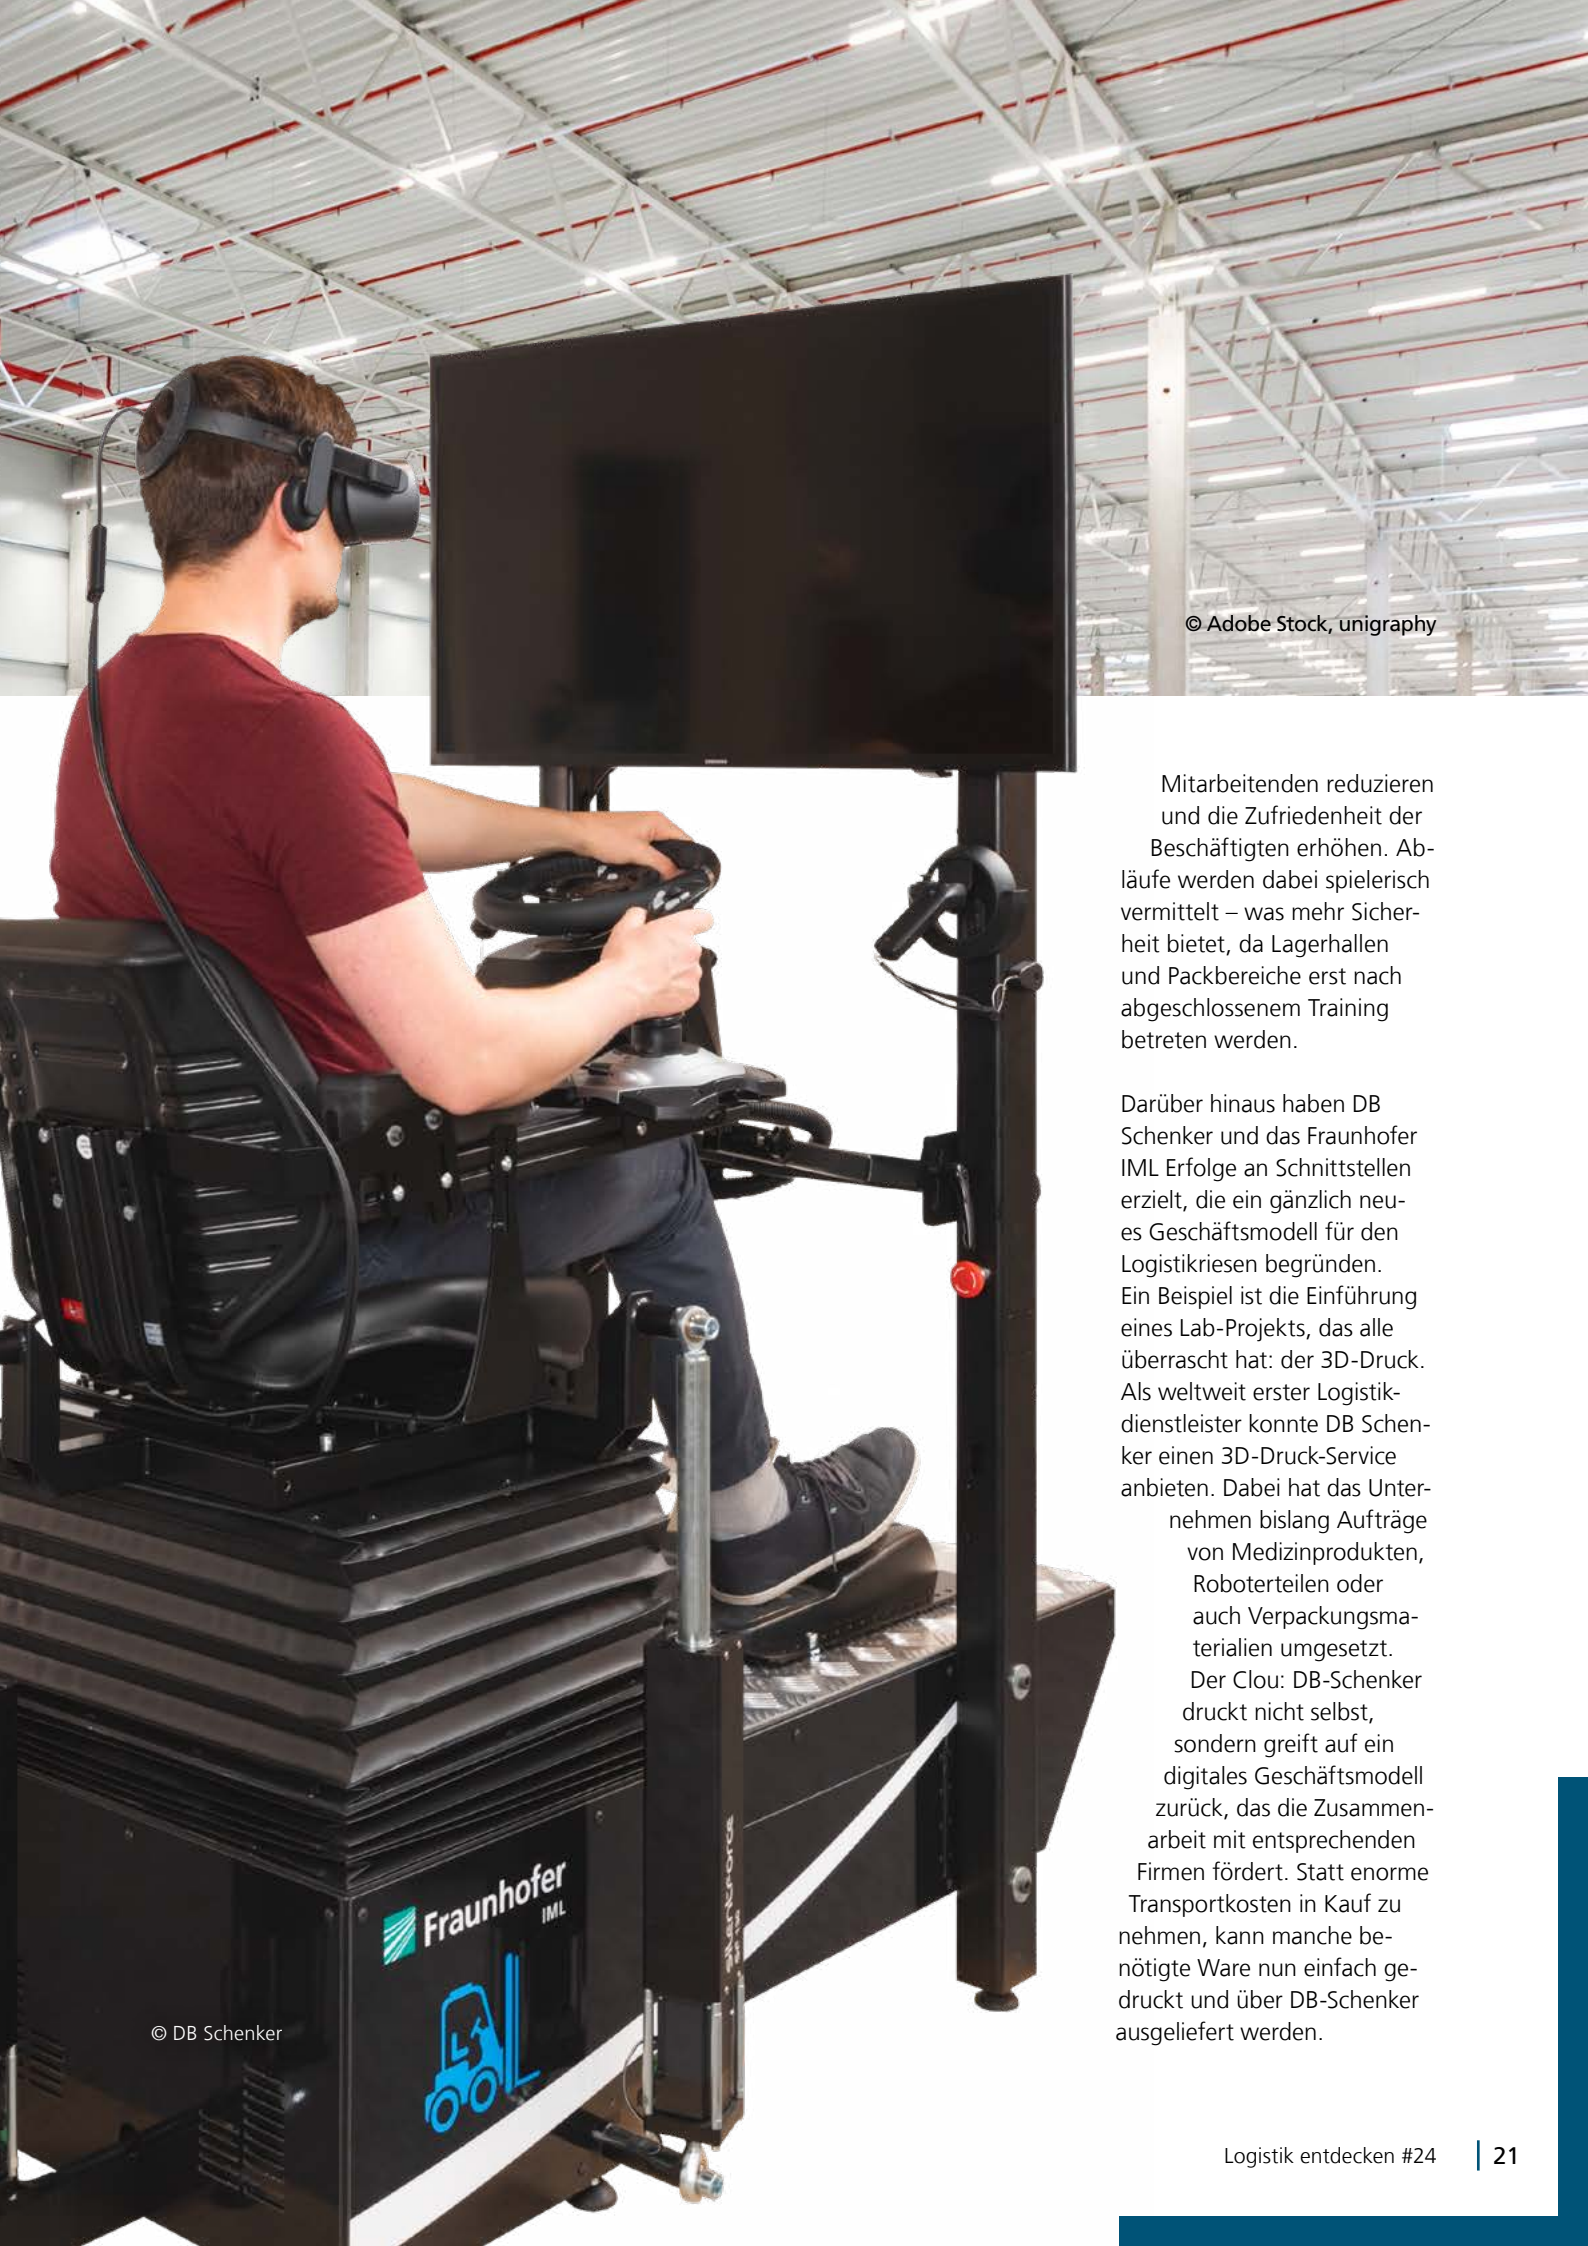 © Adobe Stock, unigraphy
Mitarbeitenden reduzieren
und die Zufriedenheit der
Beschäftigten erhöhen. Ab-
läufe werden dabei spielerisch
vermittelt – was mehr Sicher-
heit bietet, da Lagerhallen
und Packbereiche erst nach
abgeschlossenem Training
betreten werden.
Darüber hinaus haben DB
Schenker und das Fraunhofer
IML Erfolge an Schnittstellen
erzielt, die ein gänzlich neu-
es Geschäftsmodell für den
Logistikriesen begründen.
Ein Beispiel ist die Einführung
eines Lab-Projekts, das alle
überrascht hat: der 3D-Druck.
Als weltweit erster Logistik-
dienstleister konnte DB Schen-
ker einen 3D-Druck-Service
anbieten. Dabei hat das Unter-
nehmen bislang Aufträge
von Medizinprodukten,
Roboterteilen oder
auch Verpackungsma-
terialien umgesetzt.
Der Clou: DB-Schenker
druckt nicht selbst,
sondern greift auf ein
digitales Geschäftsmodell
zurück, das die Zusammen-
arbeit mit entsprechenden
Firmen fördert. Statt enorme
Transportkosten in Kauf zu
nehmen, kann manche be-
nötigte Ware nun einfach ge-
druckt und über DB-Schenker
ausgeliefert werden.
Fraunhofer
IML
silentforce
SF-150
© DB Schenker
Logistik entdecken #24 | 21